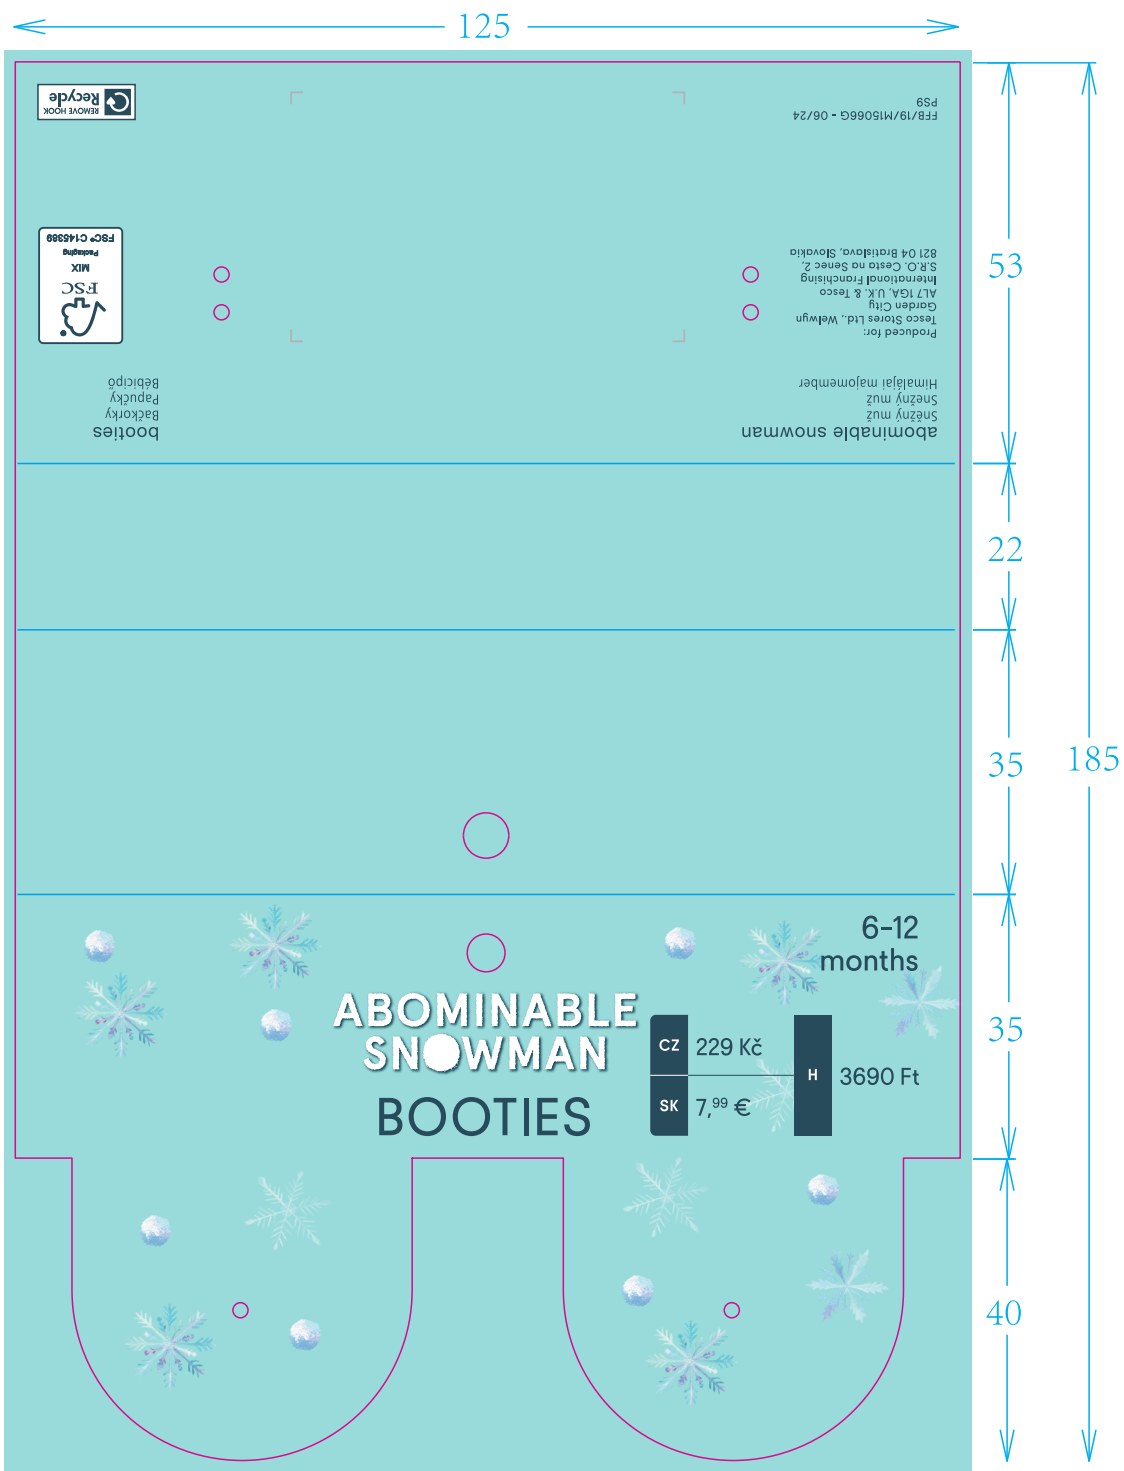 125
REMOVE HOOK
Recycle
FFB/19/M15066G - 06/24
PS9
FSC
MIX
Packaging
FSC® C145389
Produced for:
Tesco Stores Ltd., Welwyn
Garden City
AL7 1GA, U.K. & Tesco
International Franchising
S.R.O. Cesta na Senec 2,
821 04 Bratislava, Slovakia
booties
Bačkorky
Papučky
Bébicipő
abominable snowman
Sněžný muž
Snežný muž
Himalájai majomember
53
22
35
185
6-12
months
ABOMINABLE
SNOWMAN
BOOTIES
CZ 229 Kč
SK 7,99 €
H 3690 Ft
35
40